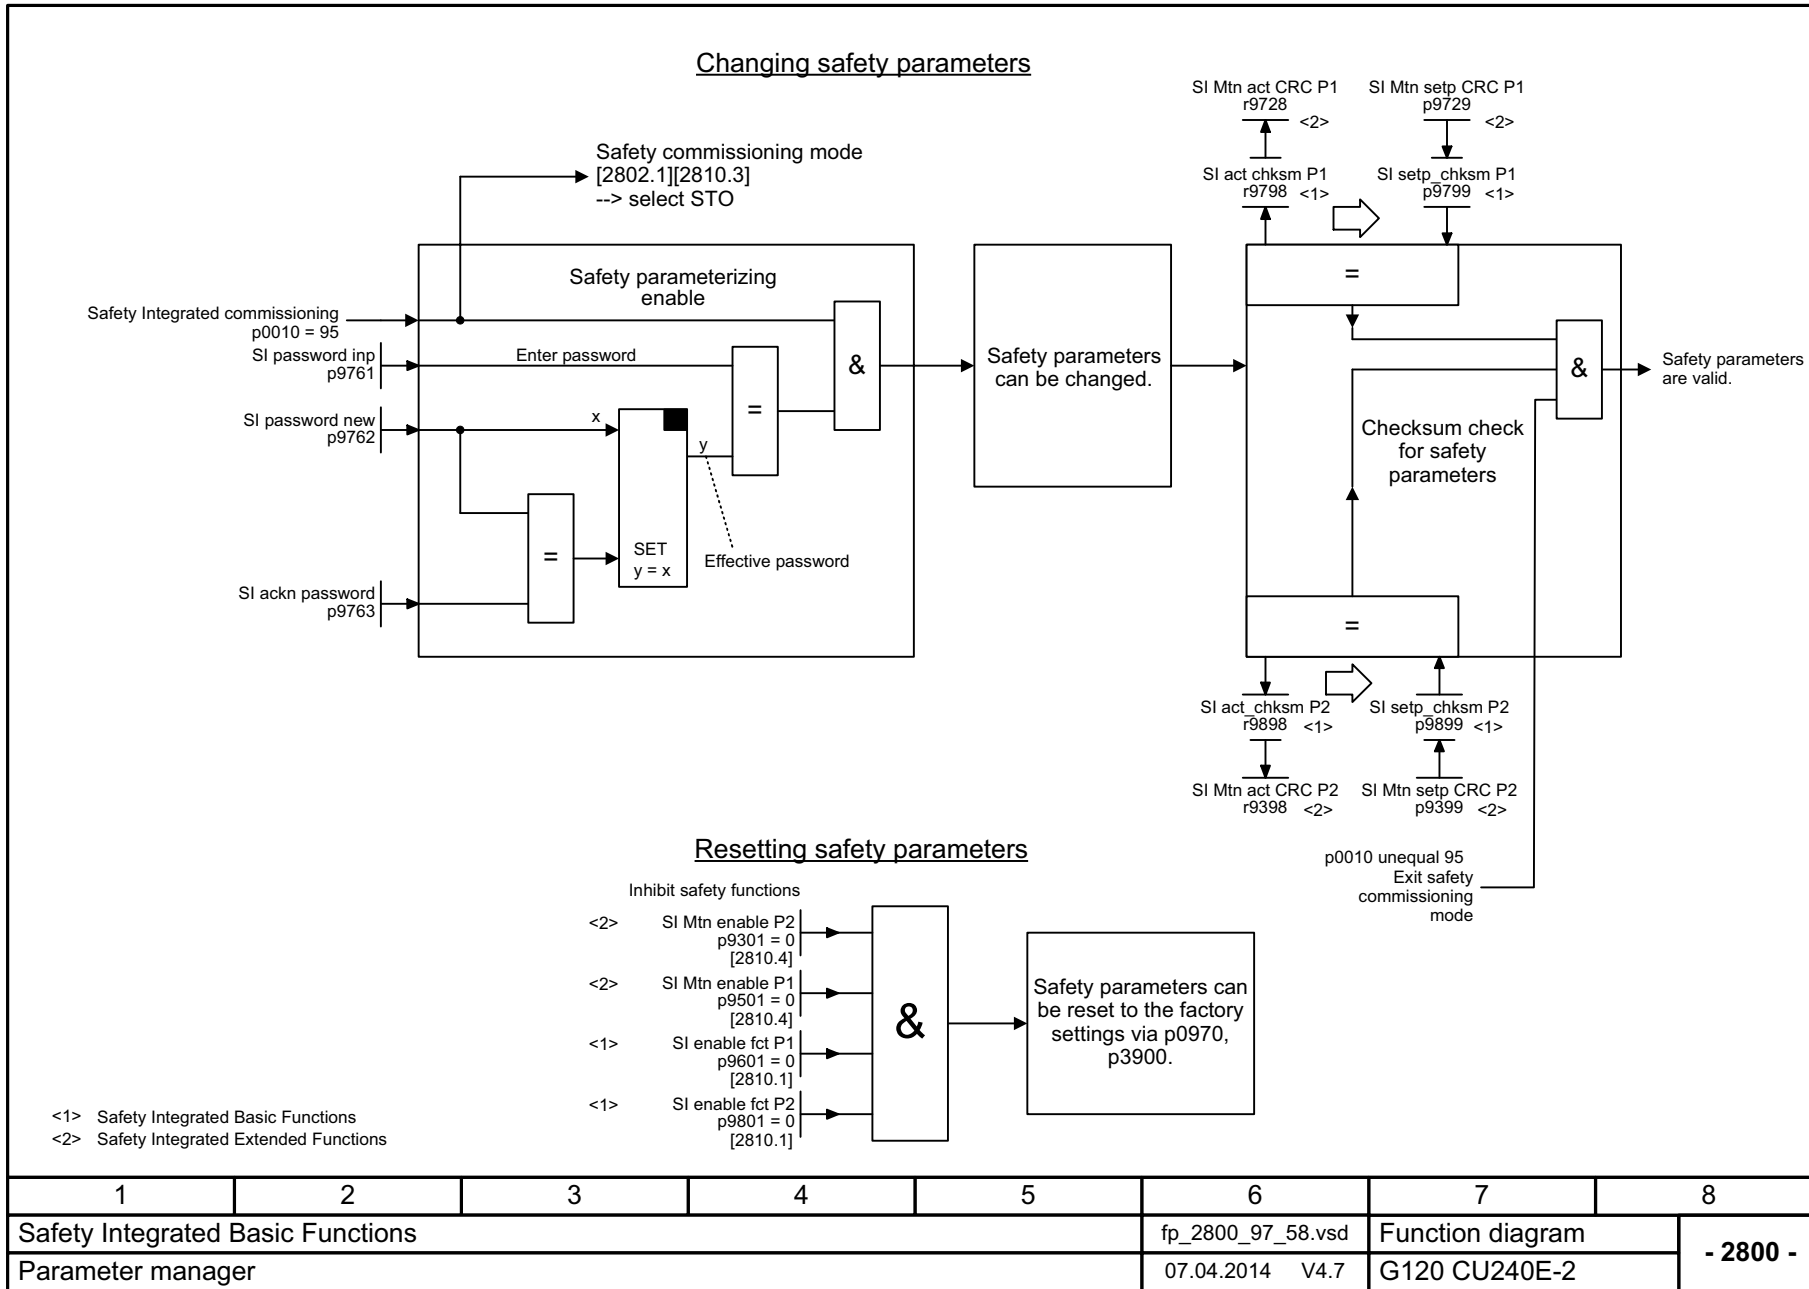 Changing safety parameters
SI Mtn act CRC P1
r9728
<2>
SI Mtn setp CRC P1
p9729
<2>
Safety commissioning mode
[2802.1][2810.3]
--> select STO
SI act chksm P1
r9798 <1>
SI setp_chksm P1
p9799 <1>
Safety parameterizing
enable
=
Safety Integrated commissioning
p0010 = 95
SI password inp
p9761
Enter password
=
&
Safety parameters
can be changed.
&
Safety parameters
are valid.
SI password new
p9762
x
y
Checksum check
for safety
parameters
=
SET
y = x
Effective password
SI ackn password
p9763
=
SI act_chksm P2
r9898 <1>
SI setp_chksm P2
p9899 <1>
SI Mtn act CRC P2
r9398 <2>
SI Mtn setp CRC P2
p9399 <2>
p0010 unequal 95
Exit safety
commissioning
mode
Resetting safety parameters
Inhibit safety functions
<2> SI Mtn enable P2
p9301 = 0
[2810.4]
<2> SI Mtn enable P1
p9501 = 0
[2810.4]
<1> SI enable fct P1
p9601 = 0
[2810.1]
<1> SI enable fct P2
p9801 = 0
[2810.1]
&
Safety parameters can
be reset to the factory
settings via p0970,
p3900.
<1> Safety Integrated Basic Functions
<2> Safety Integrated Extended Functions
1 2 3 4 5 6 7 8
Safety Integrated Basic Functions
fp_2800_97_58.vsd
Function diagram
- 2800 -
Parameter manager
07.04.2014 V4.7
G120 CU240E-2